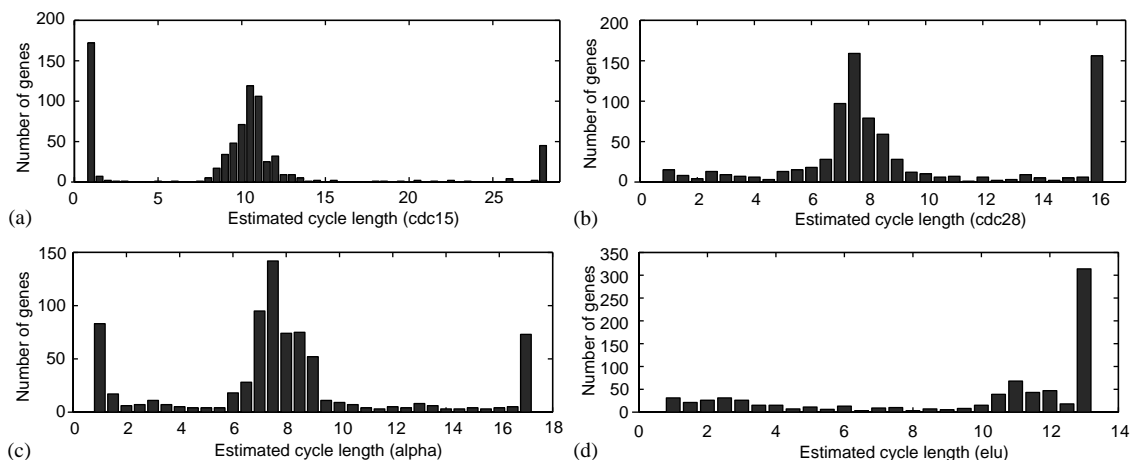 200
150
100
50
0
Number of genes
0 5 10 15 20 25
Estimated cycle length (cdc15)
(a)
200
150
100
50
0
Number of genes
0 2 4 6 8 10 12 14 16
Estimated cycle length (cdc28)
(b)
150
100
50
0
Number of genes
0 2 4 6 8 10 12 14 16 18
Estimated cycle length (alpha)
(c)
350
300
250
200
150
100
50
0
Number of genes
0 2 4 6 8 10 12 14
Estimated cycle length (elu)
(d)